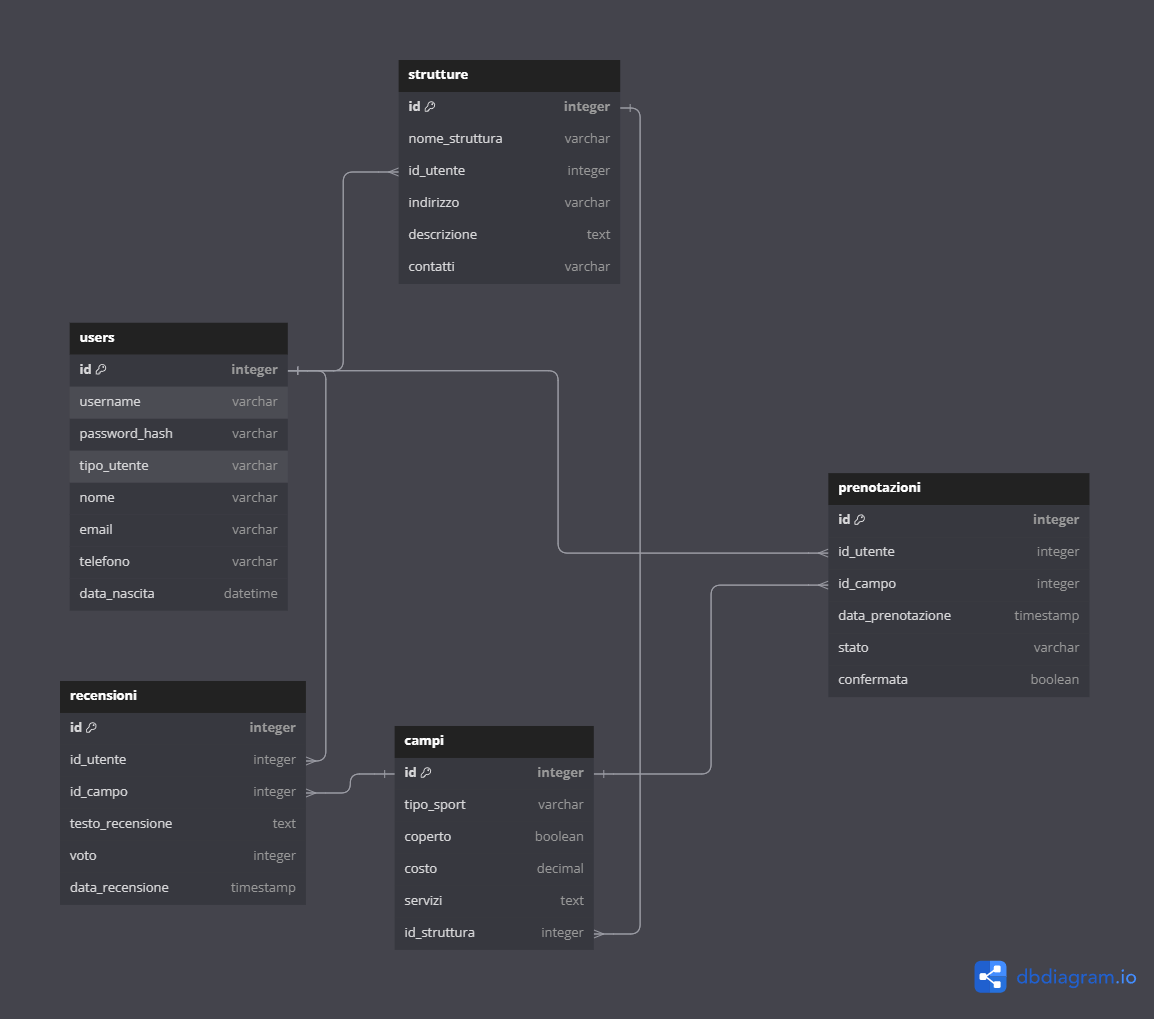 strutture
id integer
nome_struttura varchar
id_utente integer
indirizzo varchar
descrizione text
contatti varchar
users
id integer
username varchar
password_hash varchar
tipo_utente varchar
nome varchar
email varchar
telefono varchar
data_nascita datetime
prenotazioni
id integer
id_utente integer
id_campo integer
data_prenotazione timestamp
stato varchar
confermata boolean
recensioni
id integer
id_utente integer
id_campo integer
testo_recensione text
voto integer
data_recensione timestamp
campi
id integer
tipo_sport varchar
coperto boolean
costo decimal
servizi text
id_struttura integer
dbdiagram.io